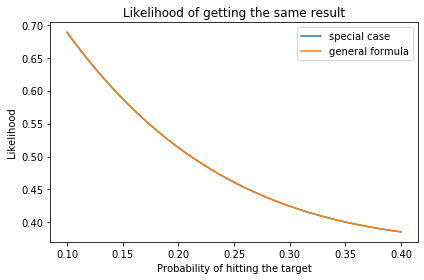 Likelihood of getting the same result
special case
general formula
0.70
0.65
0.60
0.55
0.50
0.45
0.40
Likelihood
0.10 0.15 0.20 0.25 0.30 0.35 0.40
Probability of hitting the target